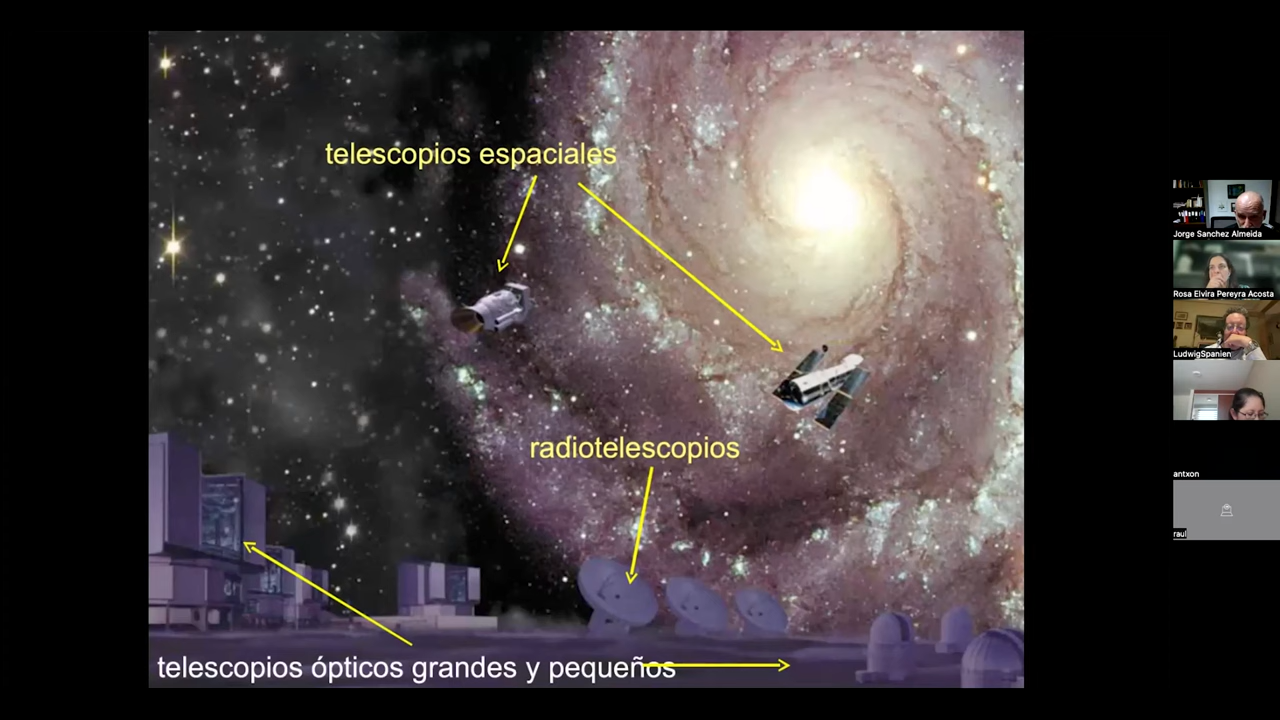 telescopios espaciales
radiotelescopios
telescopios ópticos grandes y pequeños
Jorge Sanchez Almeida
Rosa Elvira Pereyra Acosta
LudwigSpanien
antxon
raul